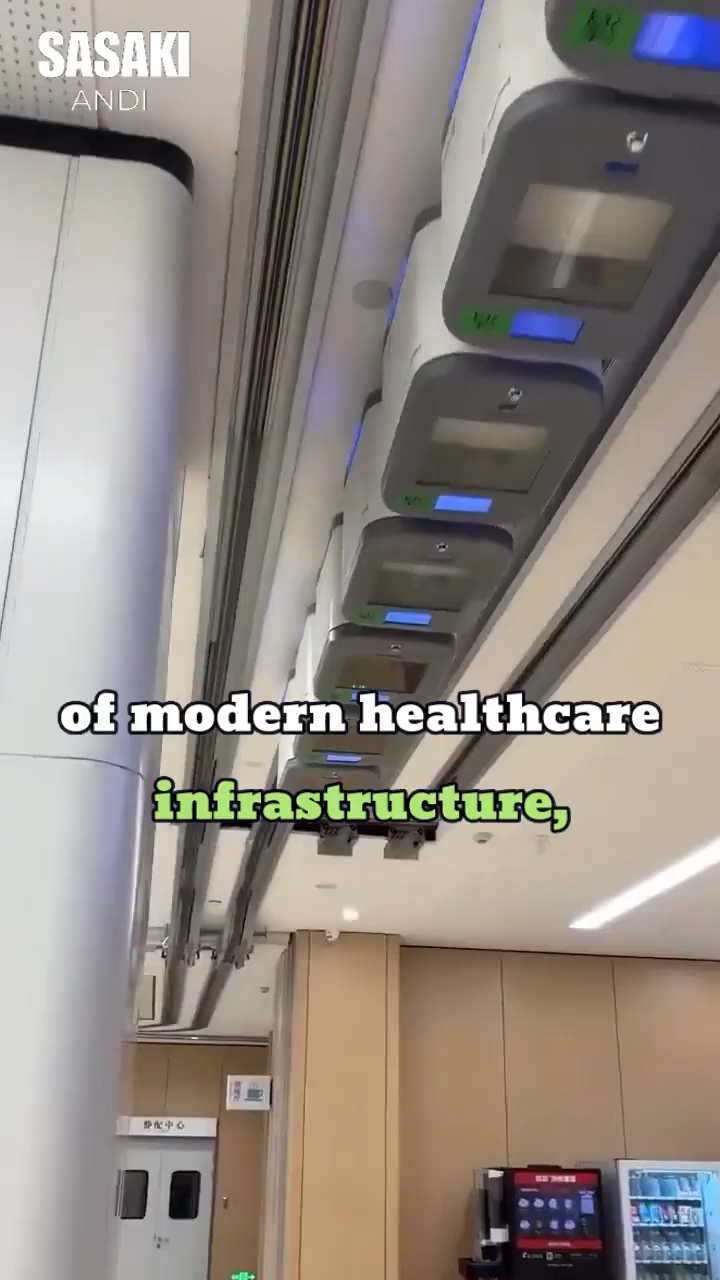 SASAKI
ANDI
of modern healthcare
infrastructure,
静配中心